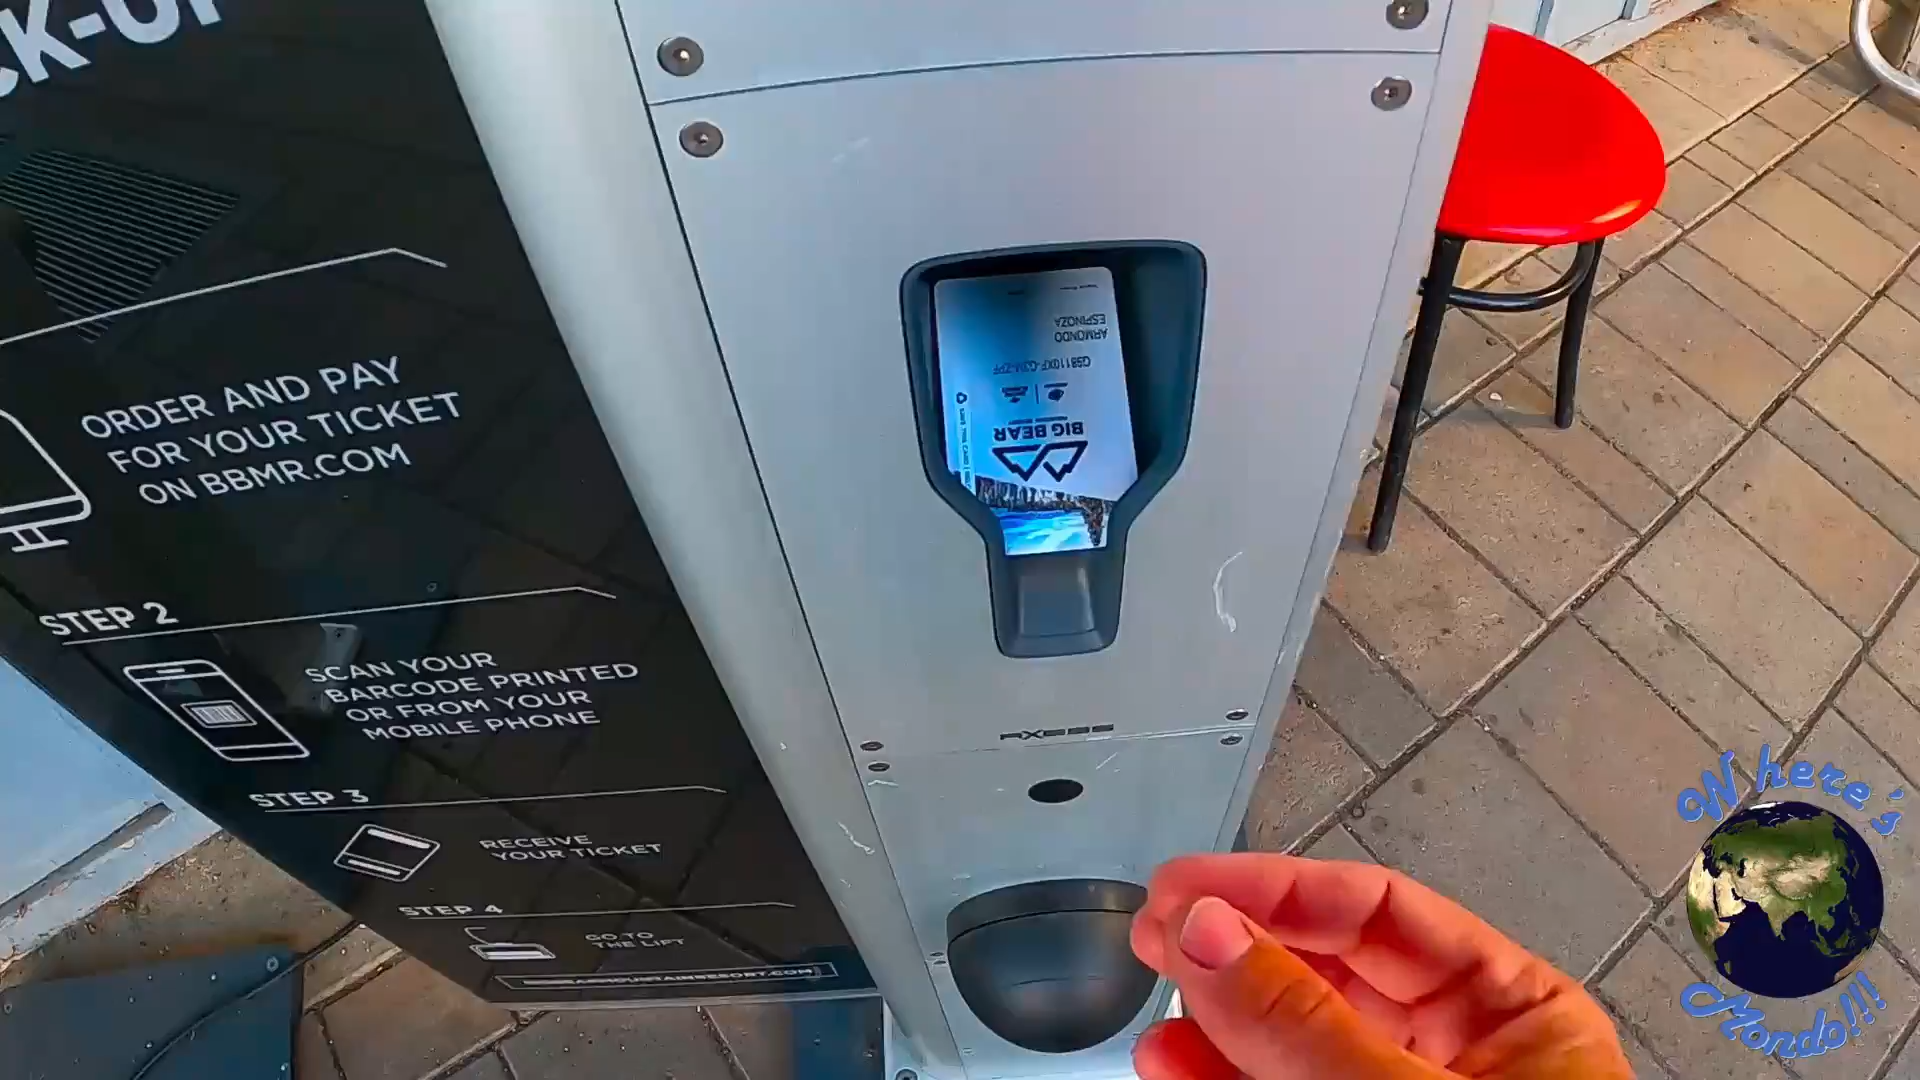 CK-UP
ORDER AND PAY
FOR YOUR TICKET
ON BBMR.COM
STEP 2
SCAN YOUR
BARCODE PRINTED
OR FROM YOUR
MOBILE PHONE
STEP 3
RECEIVE
YOUR TICKET
STEP 4
GO TO
THE LIFT
ARMONDO
ESPINOZA
BIG BEAR
AXESS
Where's
Mondo!!!